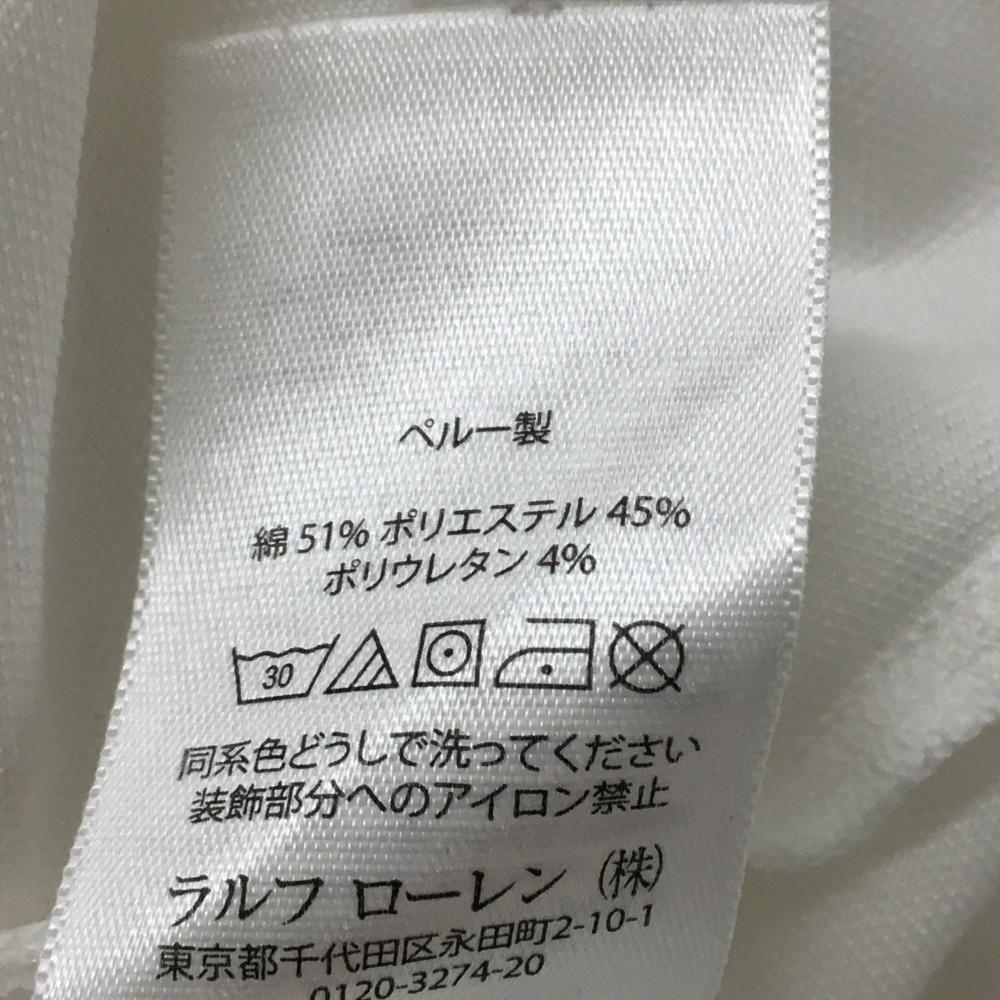 ペルー製
綿 51% ポリエステル 45%
ポリウレタン 4%
30
同系色どうしで洗ってください
装飾部分へのアイロン禁止
ラルフ ローレン (株)
東京都千代田区永田町2-10-1
0120-3274-20